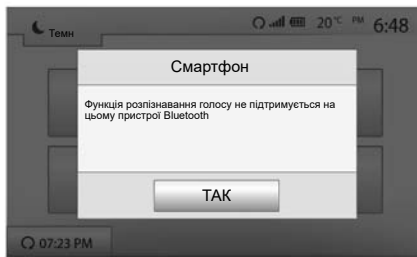 Темн
20°C PM 6:48
Смартфон
Функція розпізнавання голосу не підтримується на
цьому пристрої Bluetooth
ТАК
07:23 PM